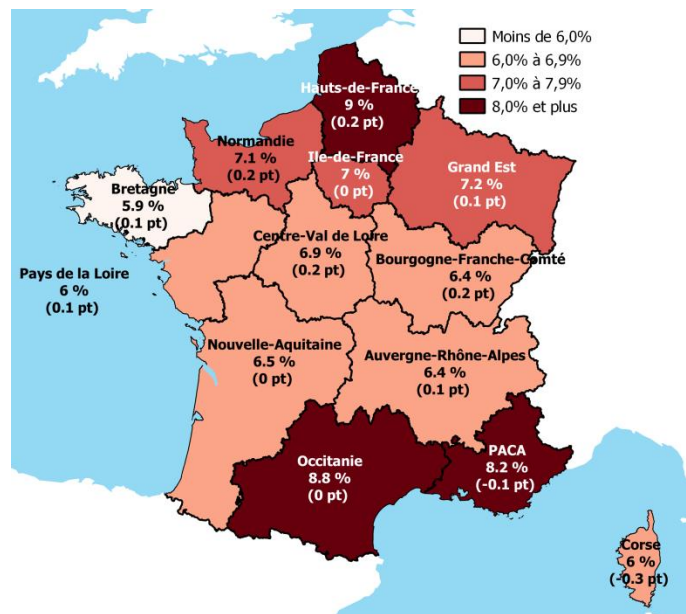 Moins de 6,0%
6,0% à 6,9%
7,0% à 7,9%
8,0% et plus
Hauts-de-France
9 %
(0.2 pt)
Normandie
7.1 %
(0.2 pt)
Ile-de-France
7 %
(0 pt)
Grand Est
7.2 %
(0.1 pt)
Bretagne
5.9 %
(0.1 pt)
Centre-Val de Loire
6.9 %
(0.2 pt)
Bourgogne-Franche-Comté
6.4 %
(0.2 pt)
Pays de la Loire
6 %
(0.1 pt)
Nouvelle-Aquitaine
6.5 %
(0 pt)
Auvergne-Rhône-Alpes
6.4 %
(0.1 pt)
Occitanie
8.8 %
(0 pt)
PACA
8.2 %
(-0.1 pt)
Corse
6 %
(-0.3 pt)